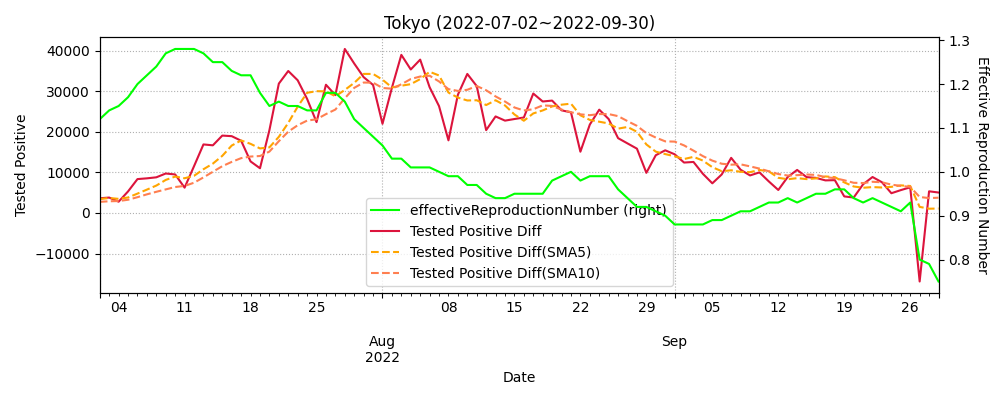 Tokyo (2022-07-02~2022-09-30)
40000
30000
20000
10000
0
−10000
Tested Positive
1.3
1.2
1.1
1.0
0.9
0.8
Effective Reproduction Number
effectiveReproductionNumber (right)
Tested Positive Diff
Tested Positive Diff(SMA5)
Tested Positive Diff(SMA10)
04 11 18 25 08 15 22 29 05 12 19 26
Aug Sep
2022
Date